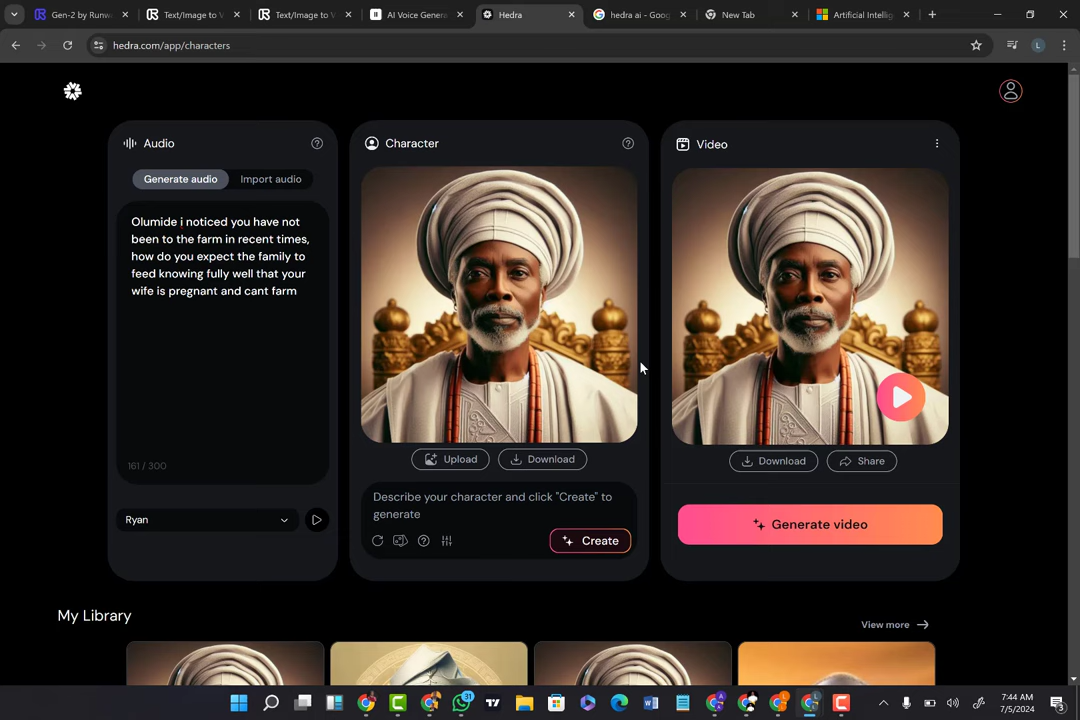 Gen-2 by Runw
Text/Image to V
Text/Image to V
AI Voice Gener
Hedra
hedra ai - Goog
New Tab
Artificial Intellig
hedra.com/app/characters
L
Audio
Generate audio
Import audio
Olumide i noticed you have not
been to the farm in recent times,
how do you expect the family to
feed knowing fully well that your
wife is pregnant and cant farm
161 / 300
Ryan
Character
Upload
Download
Describe your character and click "Create" to
generate
Create
Video
Download
Share
Generate video
My Library
View more
31
7:44 AM
7/5/2024
3